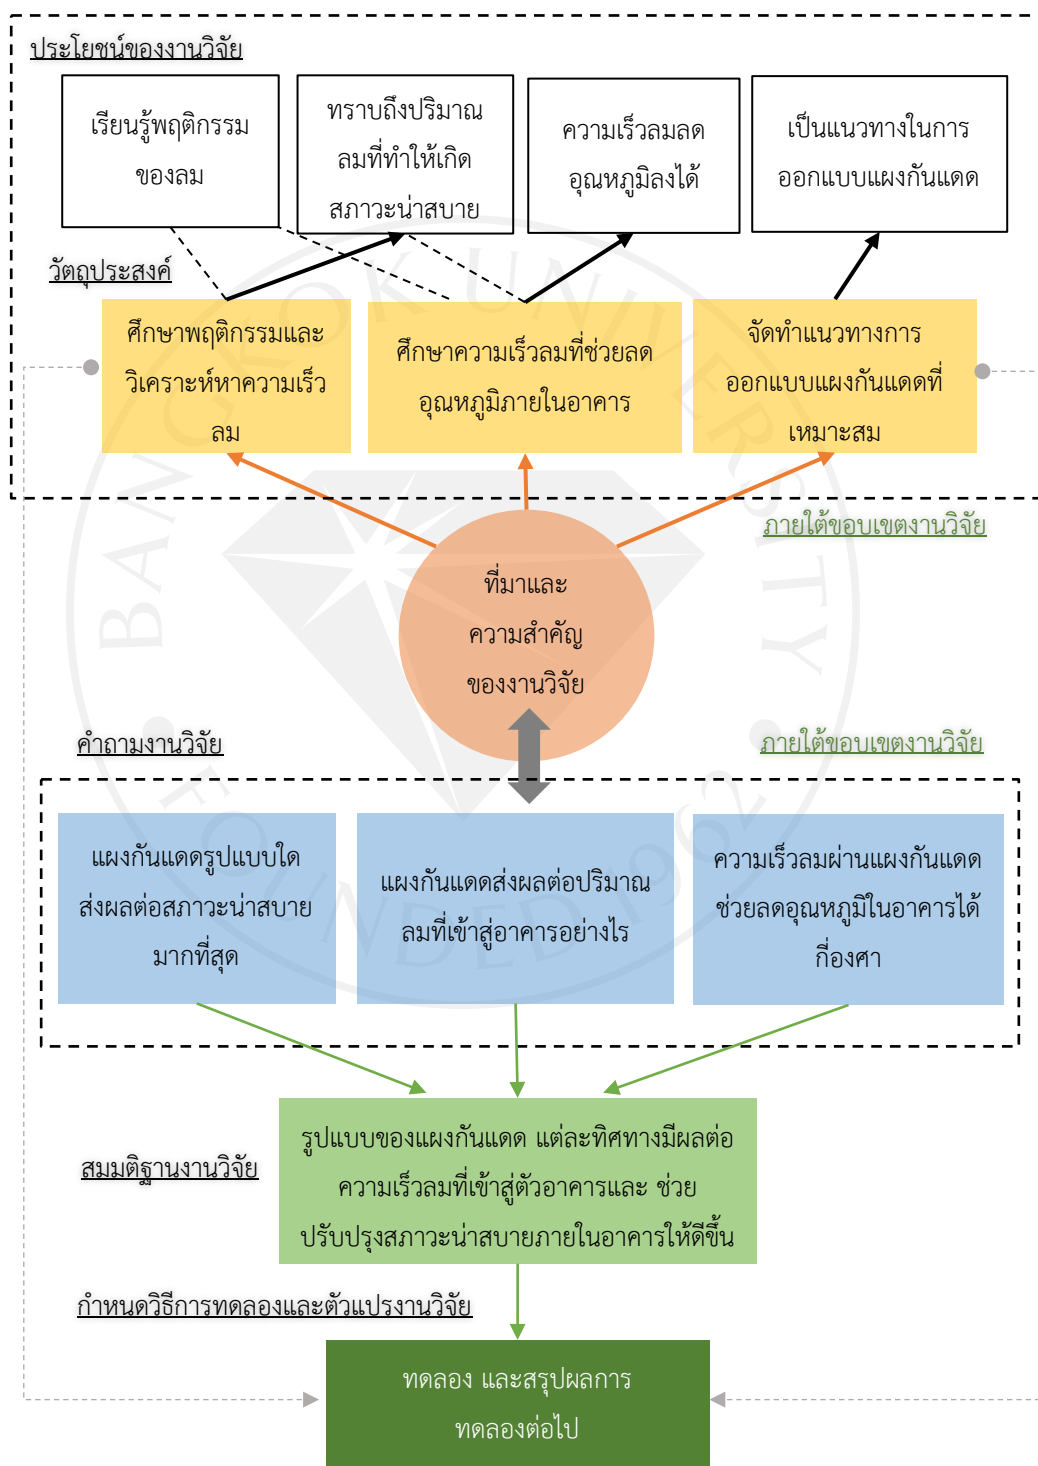 ประโยชน์ของงานวิจัย
เรียนรู้พฤติกรรม
ของลม
ทราบถึงปริมาณ
ลมที่ทำให้เกิด
สภาวะน่าสบาย
ความเร็วลมลด
อุณหภูมิลงได้
เป็นแนวทางในการ
ออกแบบแผงกันแดด
วัตถุประสงค์
ศึกษาพฤติกรรมและ
วิเคราะห์หาความเร็ว
ลม
ศึกษาความเร็วลมที่ช่วยลด
อุณหภูมิภายในอาคาร
จัดทำแนวทางการ
ออกแบบแผงกันแดดที่
เหมาะสม
ภายใต้ขอบเขตงานวิจัย
ที่มาและ
ความสำคัญ
ของงานวิจัย
คำถามงานวิจัย
ภายใต้ขอบเขตงานวิจัย
แผงกันแดดรูปแบบใด
ส่งผลต่อสภาวะน่าสบาย
มากที่สุด
แผงกันแดดส่งผลต่อปริมาณ
ลมที่เข้าสู่อาคารอย่างไร
ความเร็วลมผ่านแผงกันแดด
ช่วยลดอุณหภูมิในอาคารได้
กี่องศา
สมมติฐานงานวิจัย
รูปแบบของแผงกันแดด แต่ละทิศทางมีผลต่อ
ความเร็วลมที่เข้าสู่ตัวอาคารและ ช่วย
ปรับปรุงสภาวะน่าสบายภายในอาคารให้ดีขึ้น
กำหนดวิธีการทดลองและตัวแปรงานวิจัย
ทดลอง และสรุปผลการ
ทดลองต่อไป
BANGKOK UNIVERSITY
FOUNDED 1962